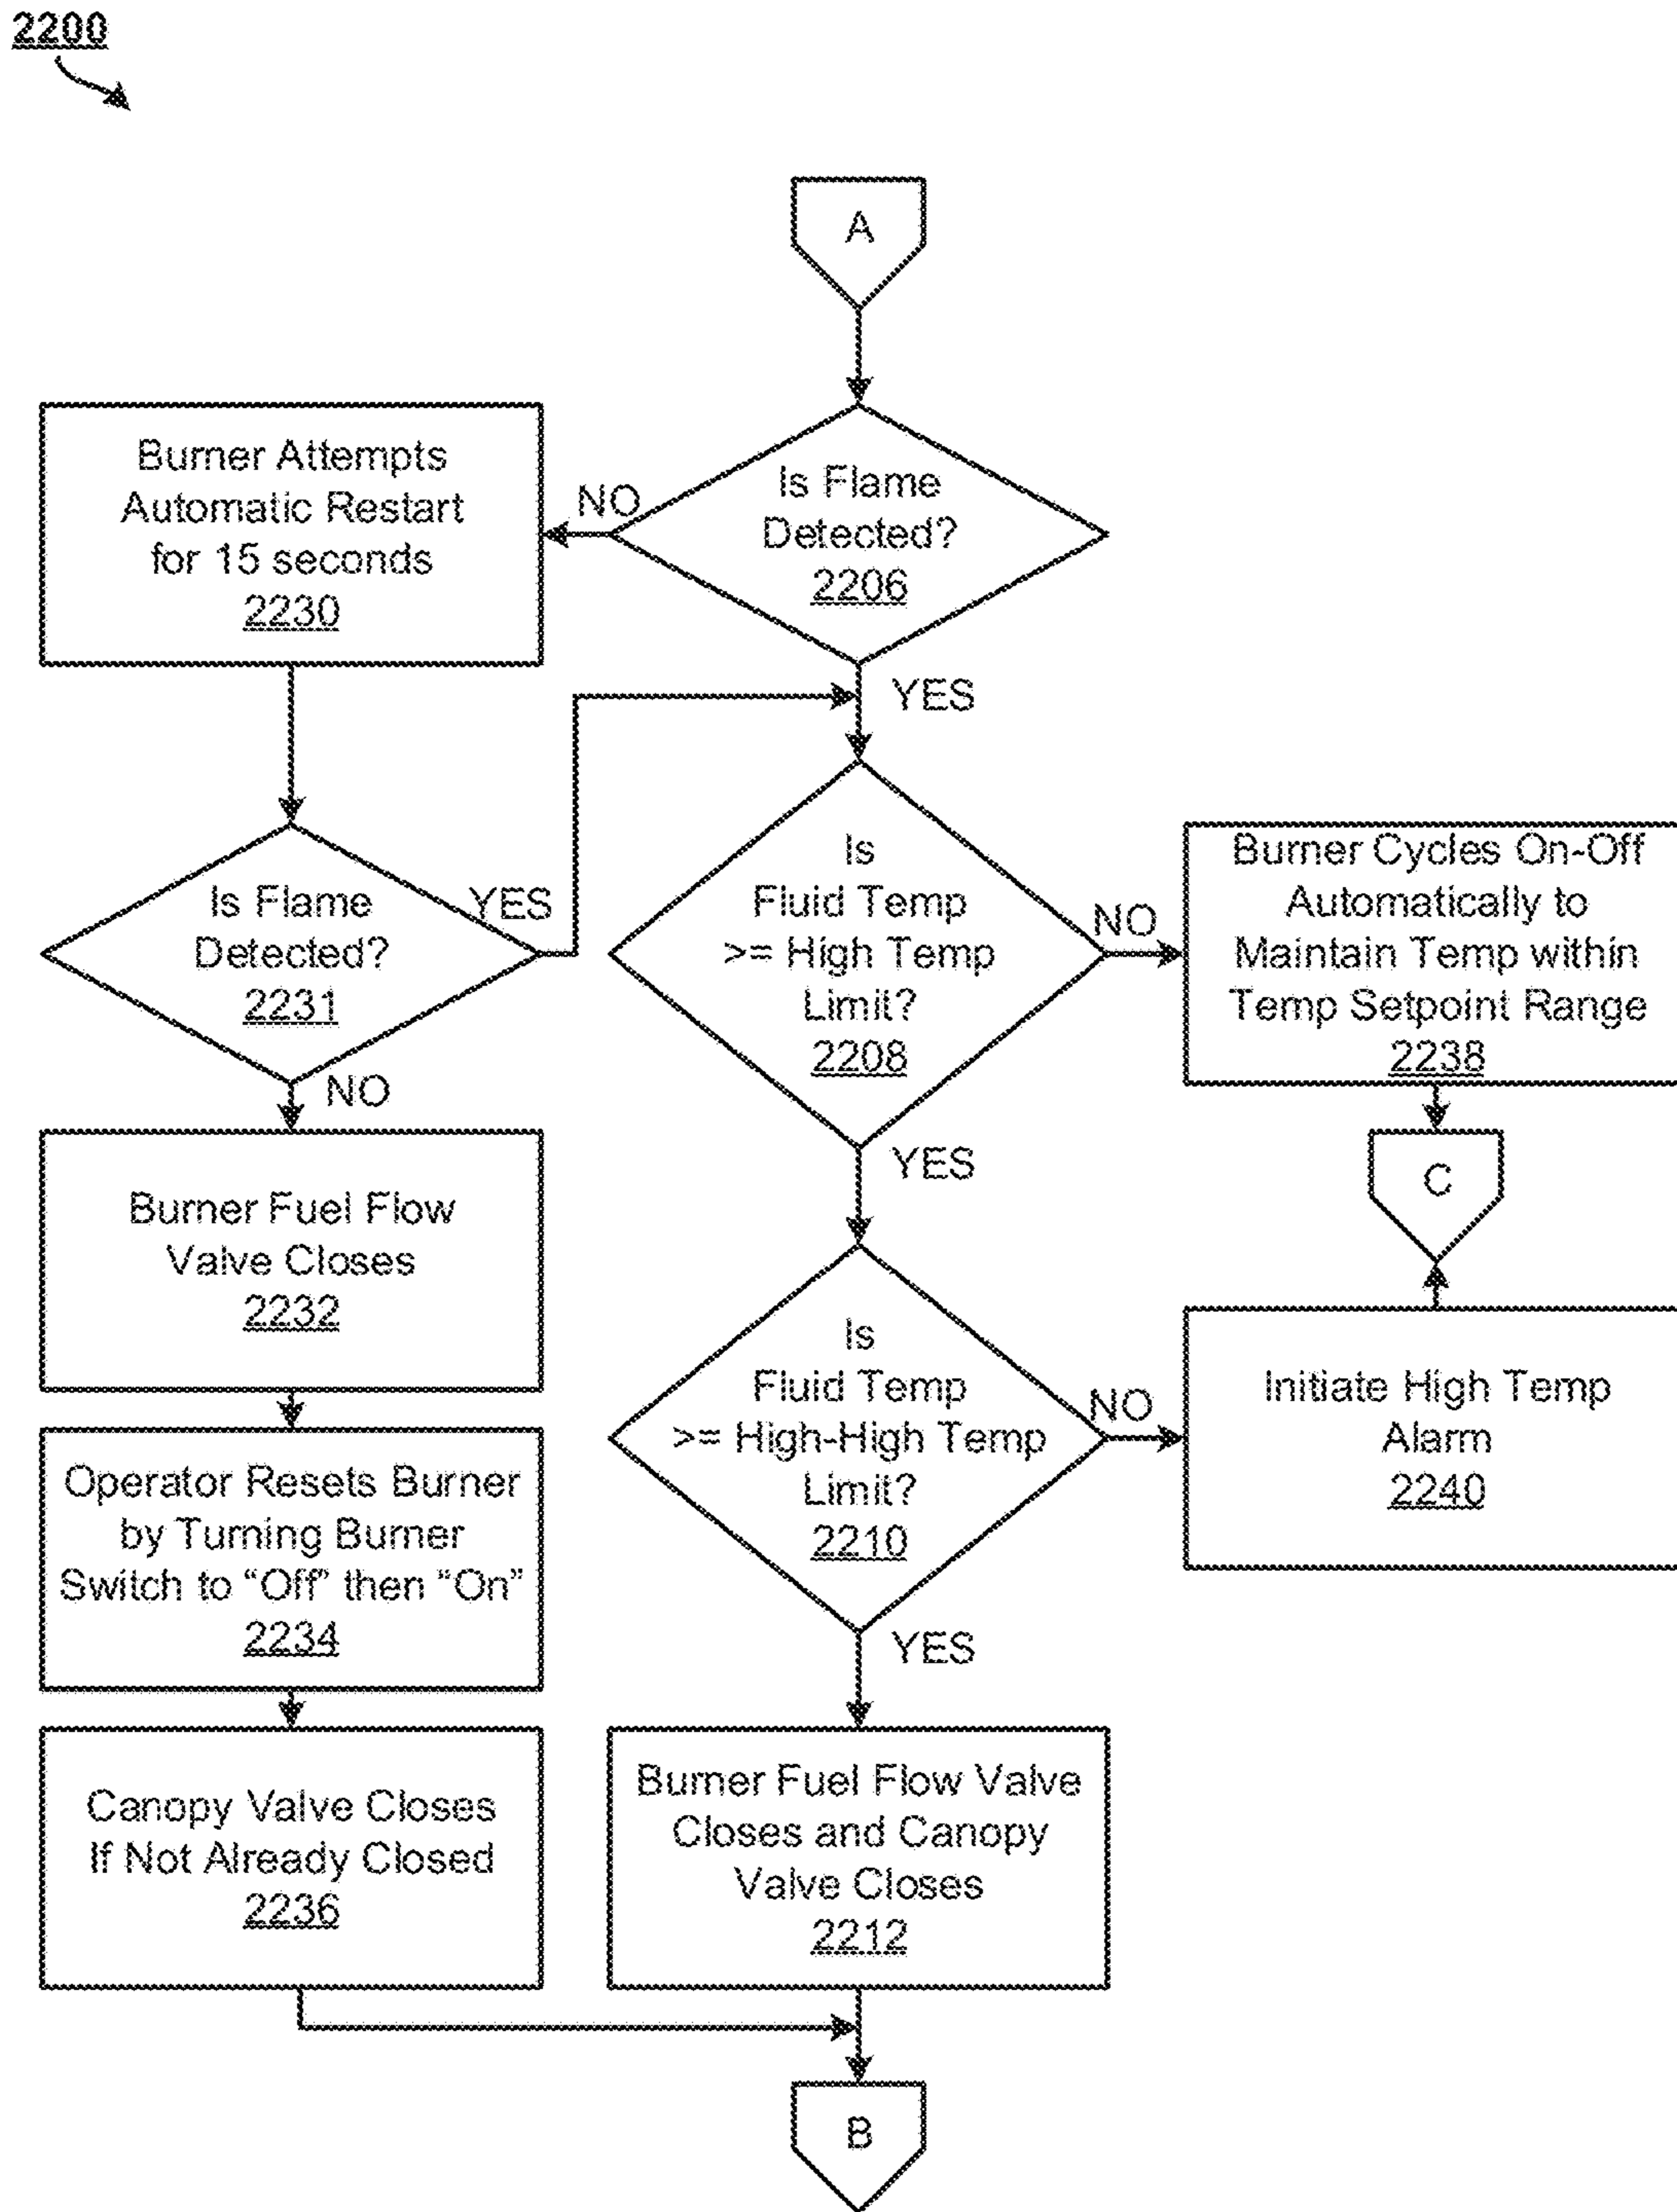 2200
A
Is Flame
Detected?
2206
NO
YES
Burner Attempts
Automatic Restart
for 15 seconds
2230
Is Flame
Detected?
2231
YES
NO
Is
Fluid Temp
>= High Temp
Limit?
2208
NO
YES
Burner Cycles On-Off
Automatically to
Maintain Temp within
Temp Setpoint Range
2238
C
Burner Fuel Flow
Valve Closes
2232
Is
Fluid Temp
>= High-High Temp
Limit?
2210
NO
YES
Initiate High Temp
Alarm
2240
Operator Resets Burner
by Turning Burner
Switch to “Off” then “On”
2234
Canopy Valve Closes
If Not Already Closed
2236
Burner Fuel Flow Valve
Closes and Canopy
Valve Closes
2212
B